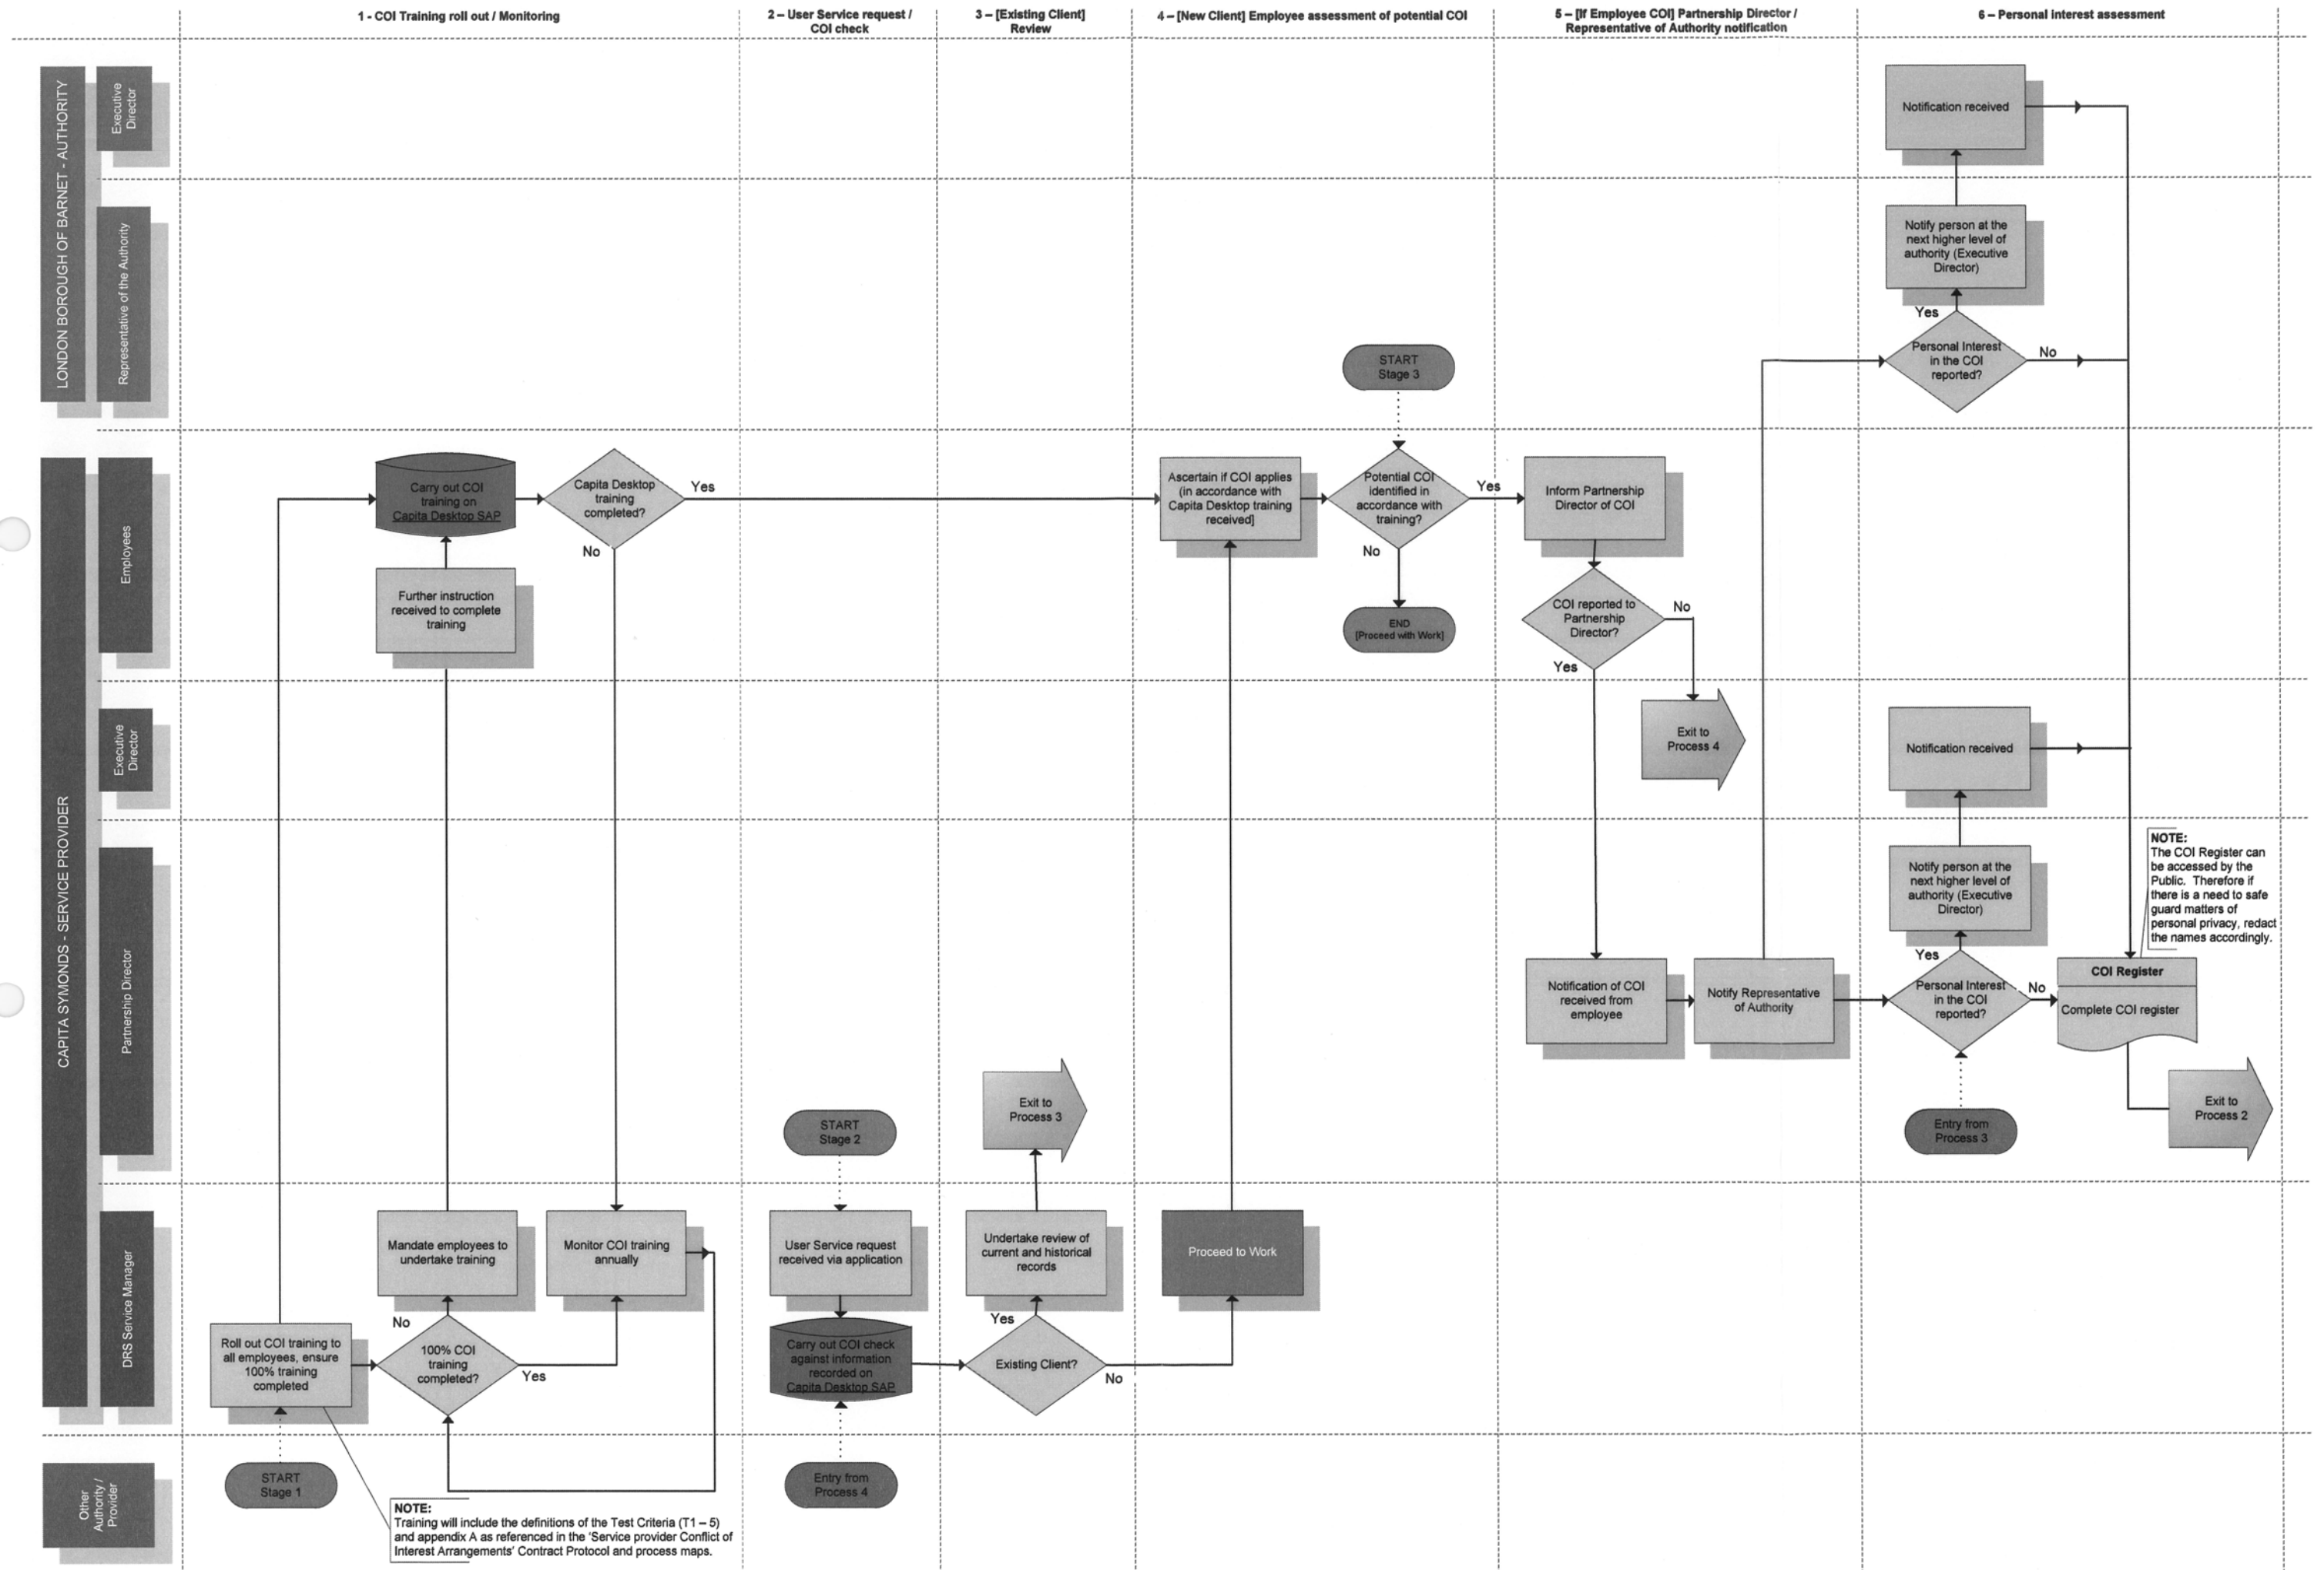 1 - COI Training roll out / Monitoring
2 – User Service request /
COI check
3 – [Existing Client]
Review
4 – [New Client] Employee assessment of potential COI
5 – [If Employee COI] Partnership Director /
Representative of Authority notification
6 – Personal interest assessment
LONDON BOROUGH OF BARNET - AUTHORITY
Executive
Director
Notification received
Representative of the Authority
Notify person at the
next higher level of
authority (Executive
Director)
Yes
Personal Interest
in the COI
reported?
No
START
Stage 3
CAPITA SYMONDS - SERVICE PROVIDER
Employees
Carry out COI
training on
Capita Desktop SAP
Capita Desktop
training
completed?
Yes
No
Further instruction
received to complete
training
Ascertain if COI applies
(in accordance with
Capita Desktop training
received]
Potential COI
identified in
accordance with
training?
Yes
No
END
[Proceed with Work]
Inform Partnership
Director of COI
COI reported to
Partnership
Director?
No
Yes
Executive
Director
Exit to
Process 4
Notification received
Partnership Director
Notify person at the
next higher level of
authority (Executive
Director)
NOTE:
The COI Register can
be accessed by the
Public. Therefore if
there is a need to safe
guard matters of
personal privacy, redact
the names accordingly.
Notification of COI
received from
employee
Notify Representative
of Authority
Yes
Personal Interest
in the COI
reported?
No
COI Register
Complete COI register
Exit to
Process 3
START
Stage 2
Entry from
Process 3
Exit to
Process 2
DRS Service Manager
Mandate employees to
undertake training
Monitor COI training
annually
User Service request
received via application
Undertake review of
current and historical
records
Proceed to Work
Roll out COI training to
all employees, ensure
100% training
completed
No
100% COI
training
completed?
Yes
Carry out COI check
against information
recorded on
Capita Desktop SAP
Yes
Existing Client?
No
Other
Authority /
Provider
START
Stage 1
Entry from
Process 4
NOTE:
Training will include the definitions of the Test Criteria (T1 – 5)
and appendix A as referenced in the 'Service provider Conflict of
Interest Arrangements' Contract Protocol and process maps.